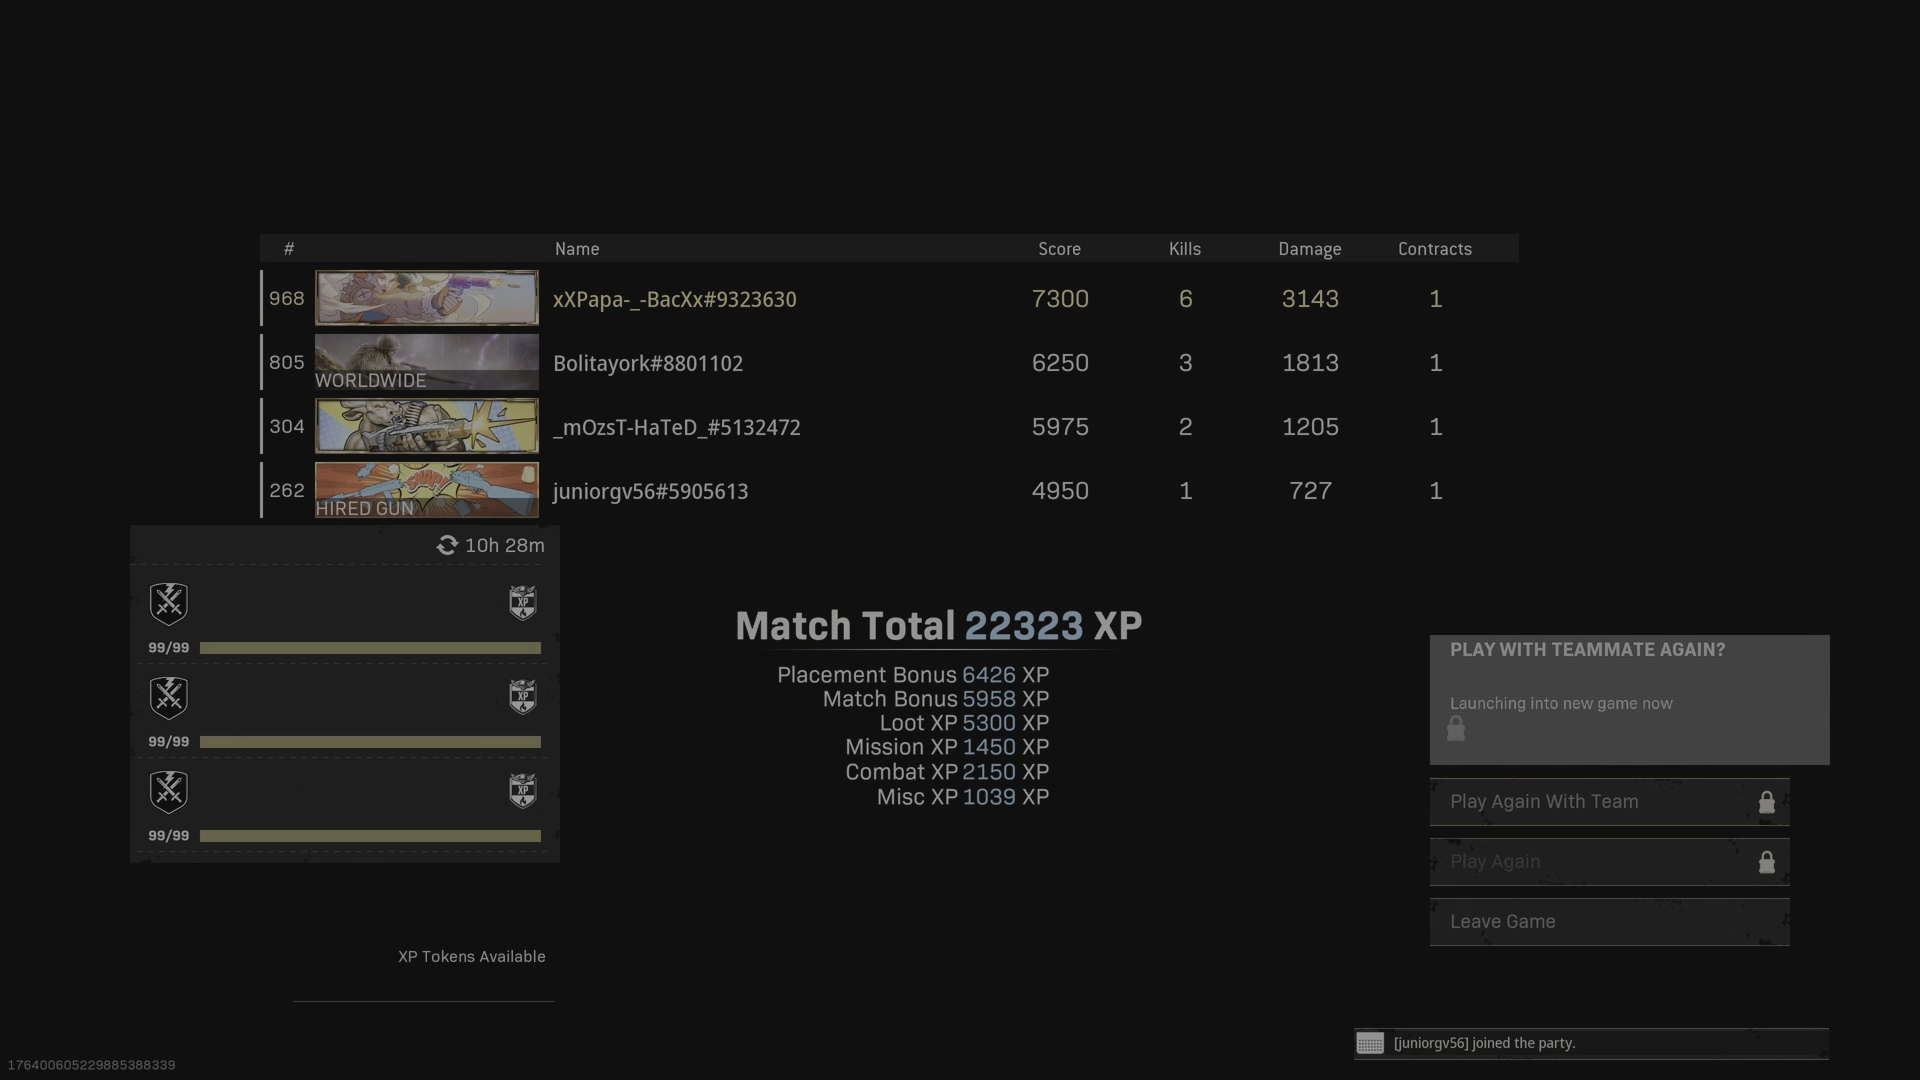 # Name Score Kills Damage Contracts
968 xXPapa-_-BacXx#9323630 7300 6 3143 1
805 WORLDWIDE Bolitayork#8801102 6250 3 1813 1
304 _mOzsT-HaTeD_#5132472 5975 2 1205 1
262 HIRED GUN juniorgv56#5905613 4950 1 727 1
10h 28m
XP
99/99
XP
99/99
XP
99/99
XP Tokens Available
Match Total 22323 XP
Placement Bonus 6426 XP
Match Bonus 5958 XP
Loot XP 5300 XP
Mission XP 1450 XP
Combat XP 2150 XP
Misc XP 1039 XP
PLAY WITH TEAMMATE AGAIN?
Launching into new game now
Play Again With Team
Play Again
Leave Game
[juniorgv56] joined the party.
176400605229885388339